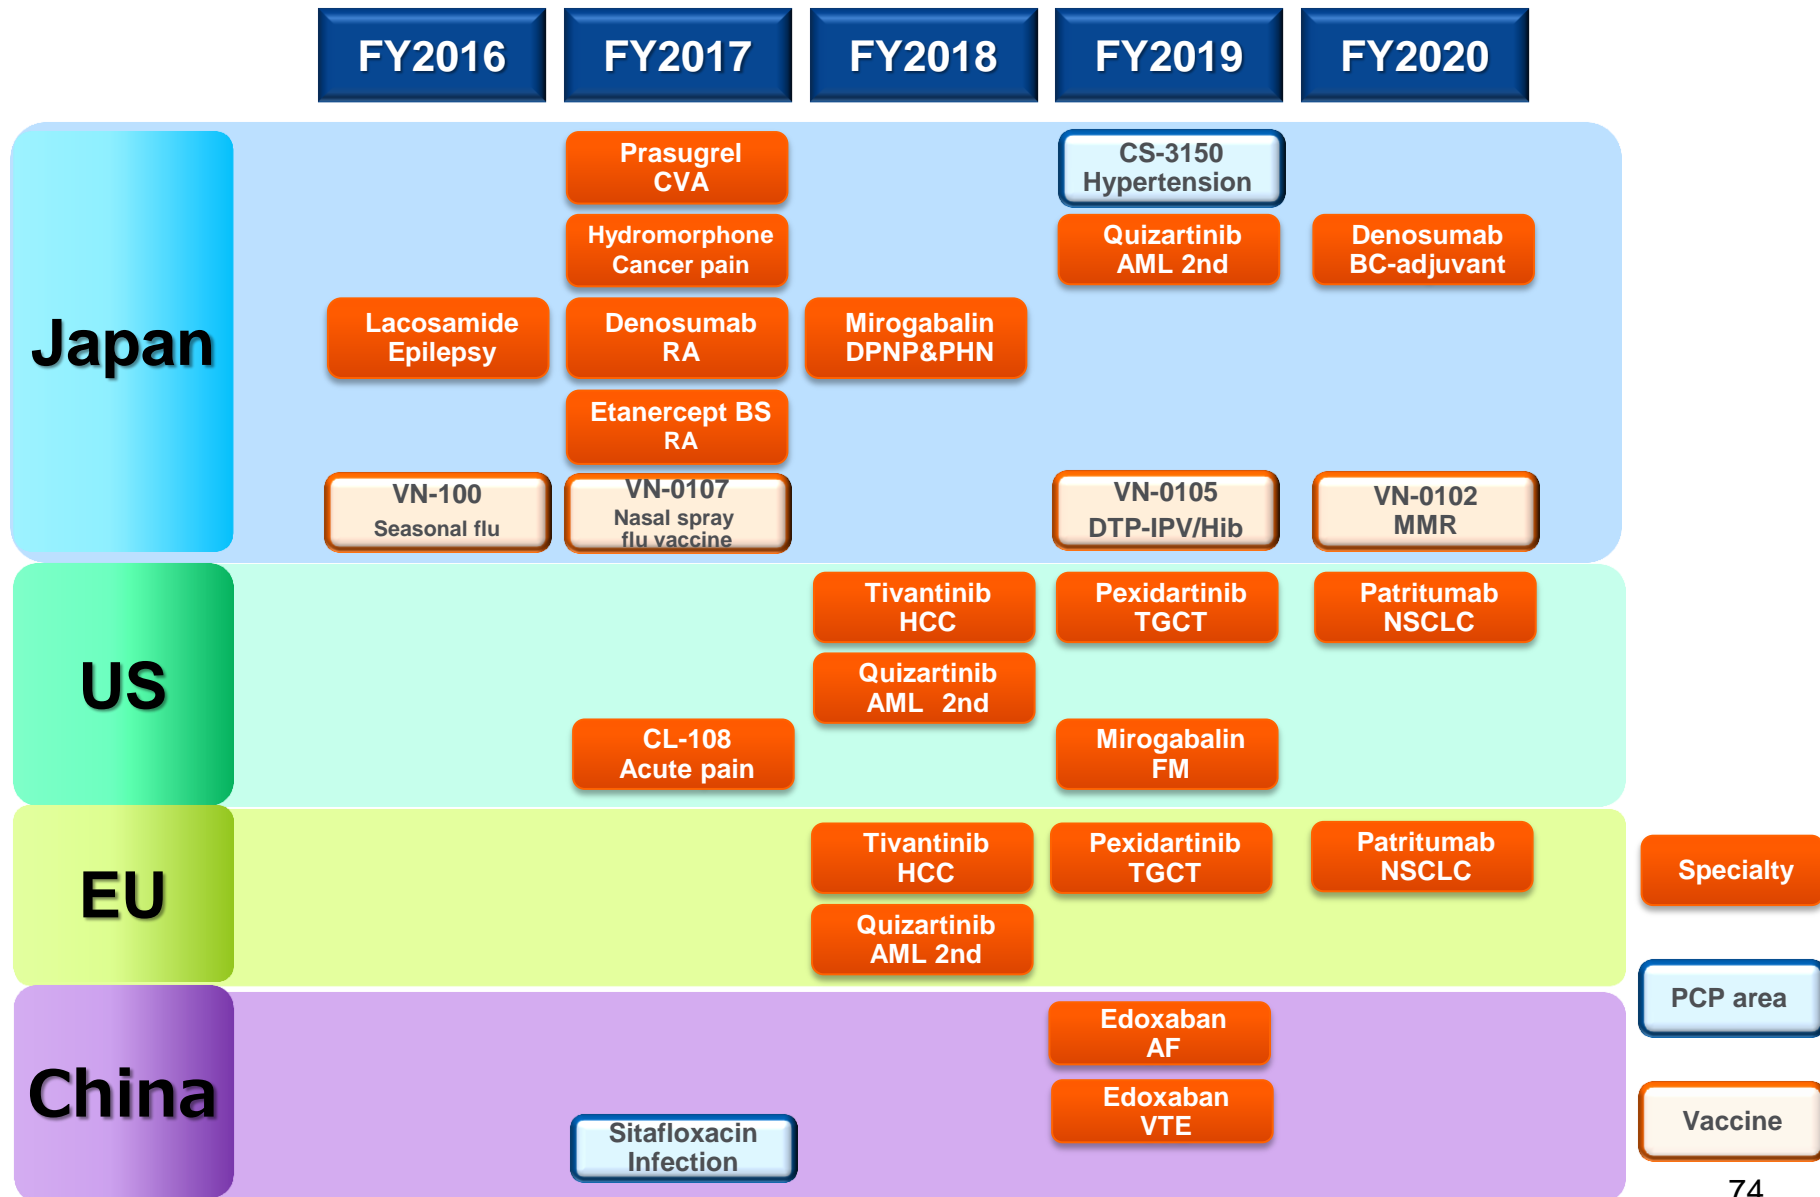 FY2016
FY2017
FY2018
FY2019
FY2020
Japan
Prasugrel
CVA
CS-3150
Hypertension
Hydromorphone
Cancer pain
Quizartinib
AML 2nd
Denosumab
BC-adjuvant
Lacosamide
Epilepsy
Denosumab
RA
Mirogabalin
DPNP&PHN
Etanercept BS
RA
VN-100
Seasonal flu
VN-0107
Nasal spray
flu vaccine
VN-0105
DTP-IPV/Hib
VN-0102
MMR
US
Tivantinib
HCC
Pexidartinib
TGCT
Patritumab
NSCLC
Quizartinib
AML 2nd
CL-108
Acute pain
Mirogabalin
FM
EU
Tivantinib
HCC
Pexidartinib
TGCT
Patritumab
NSCLC
Quizartinib
AML 2nd
China
Edoxaban
AF
Edoxaban
VTE
Sitafloxacin
Infection
Specialty
PCP area
Vaccine
74